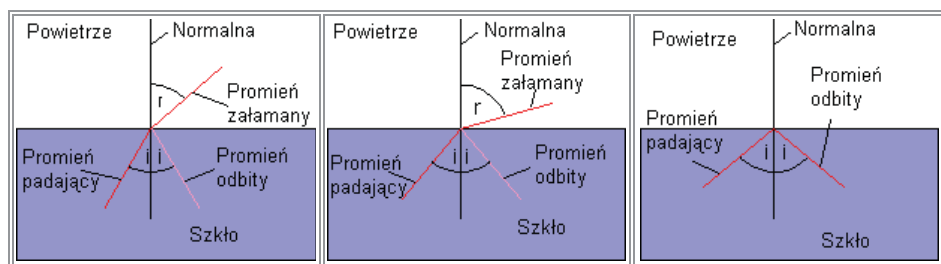 Powietrze
Normalna
r
Promień
załamany
Promień
padający
i i
Promień
odbity
Szkło
Powietrze
Normalna
Promień
załamany
r
Promień
padający
i i
Promień
odbity
Szkło
Powietrze
Normalna
Promień
odbity
Promień
padający
i i
Szkło